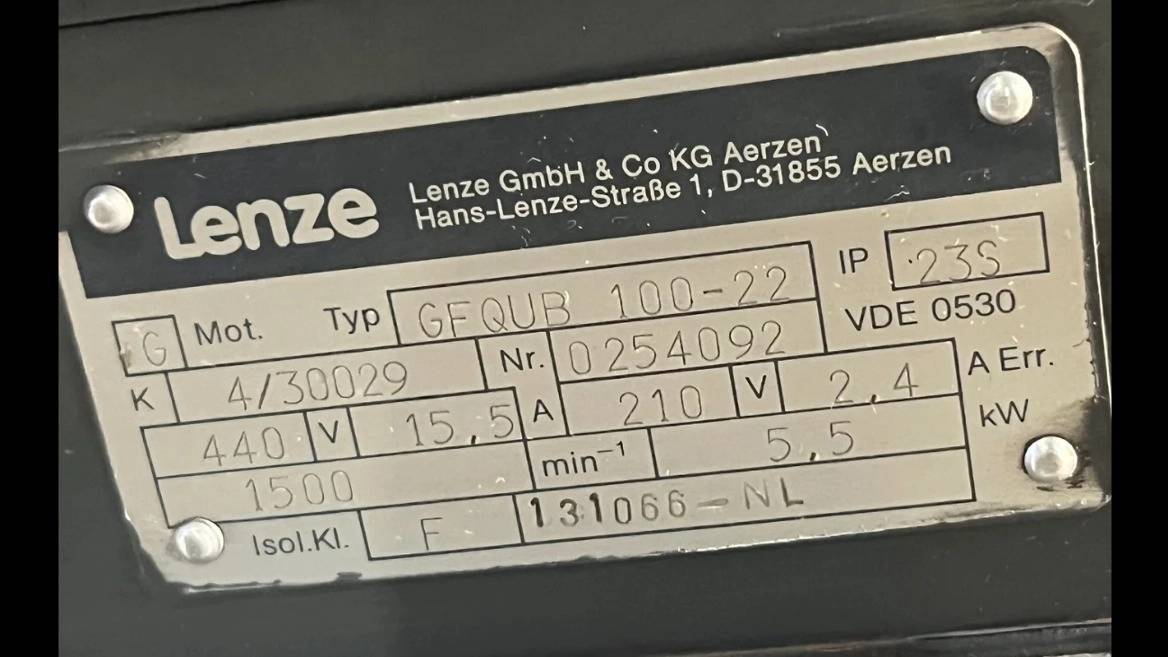 Lenze
Lenze GmbH & Co KG Aerzen
Hans-Lenze-Straße 1, D-31855 Aerzen
G Mot. Typ GFQUB 100-22 IP 23S
VDE 0530
K 4/30029 Nr. 0254092
440 V 15,5 A 210 V 2,4 A Err.
1500 min⁻¹ 5,5 kW
Isol.Kl. F 131066-NL